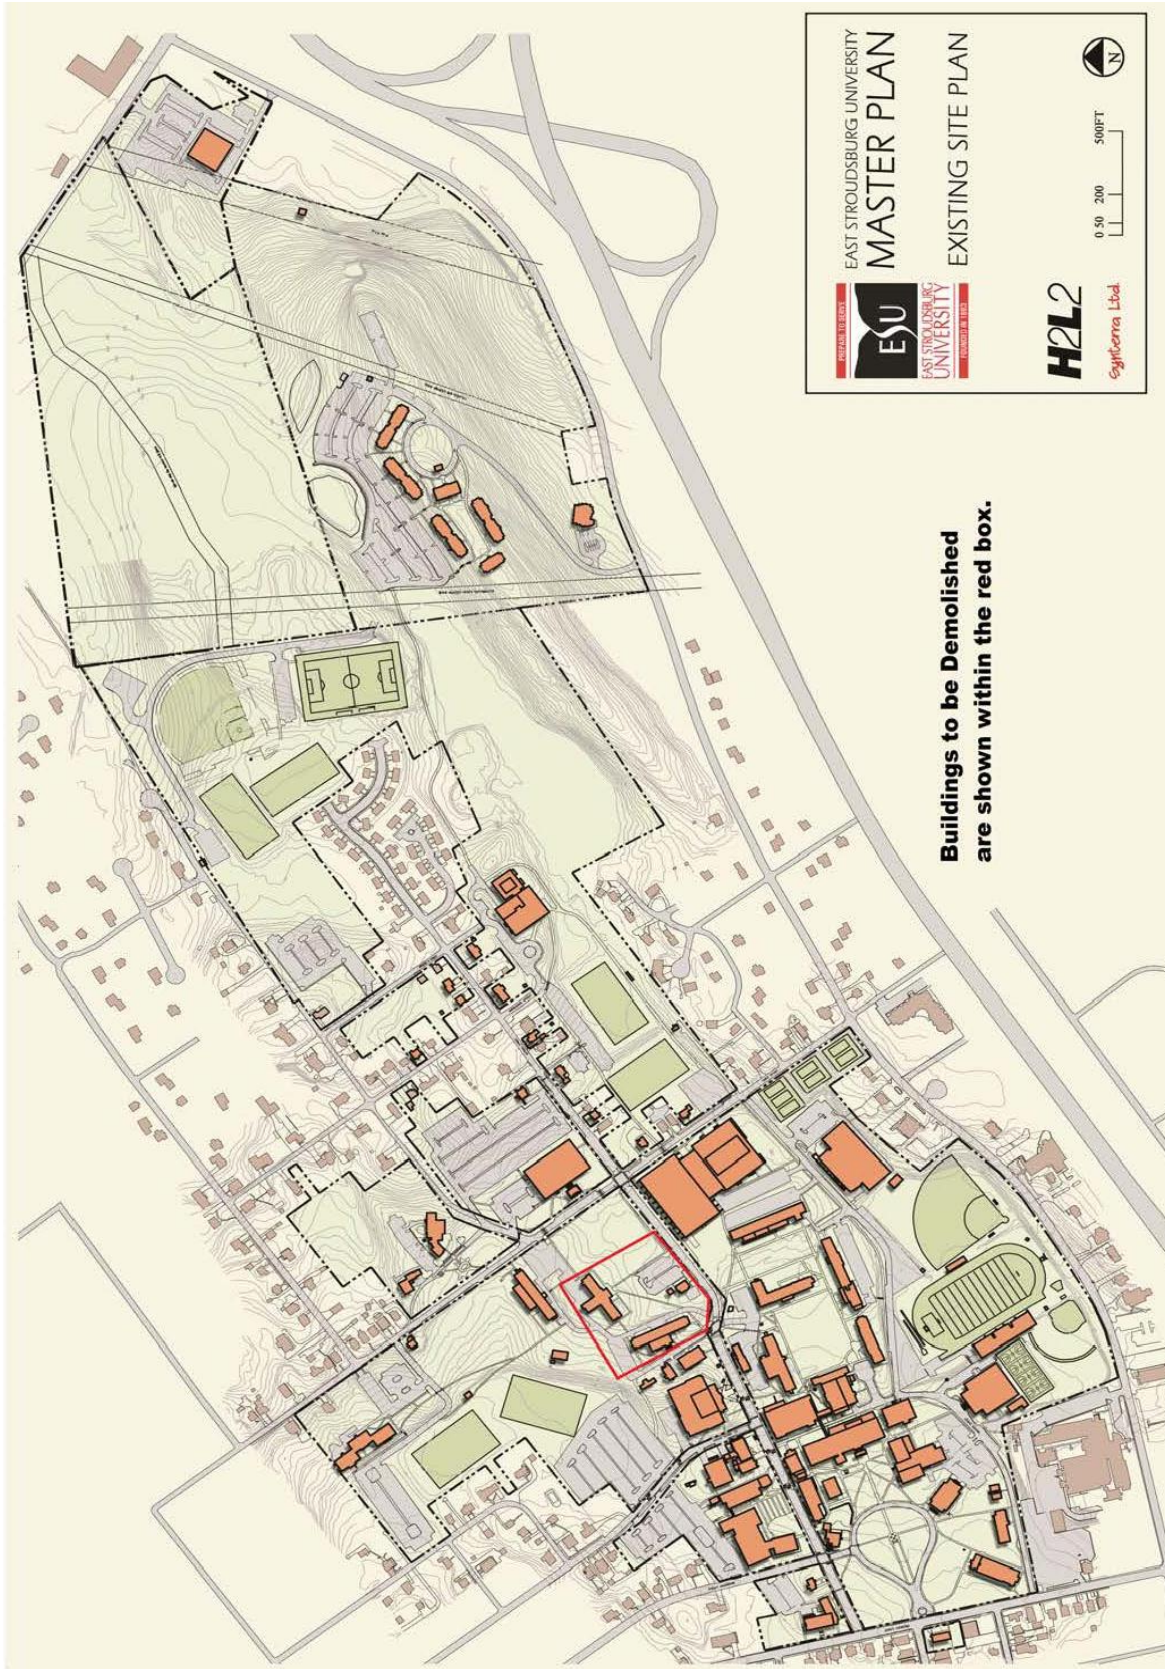 EAST STROUDSBURG UNIVERSITY
MASTER PLAN
EXISTING SITE PLAN
PREPARE TO SERVE
ESU
EAST STROUDSBURG
UNIVERSITY
FOUNDED IN 1893
H2L2
Synterra Ltd.
0 50 200 500FT
N
Buildings to be Demolished
are shown within the red box.